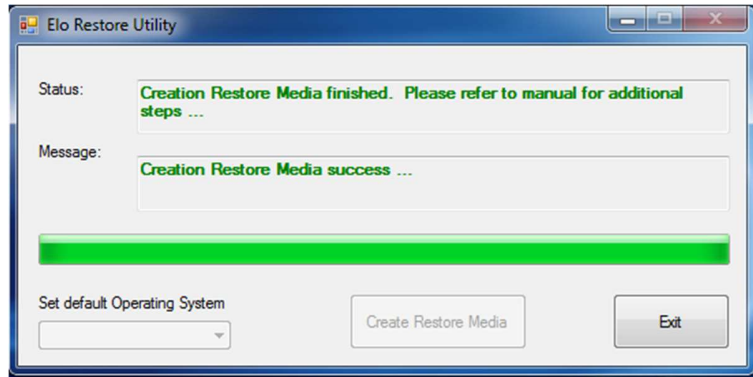 Elo Restore Utility
Status:
Creation Restore Media finished.  Please refer to manual for additional
steps ...
Message:
Creation Restore Media success ...
Set default Operating System
Create Restore Media
Exit